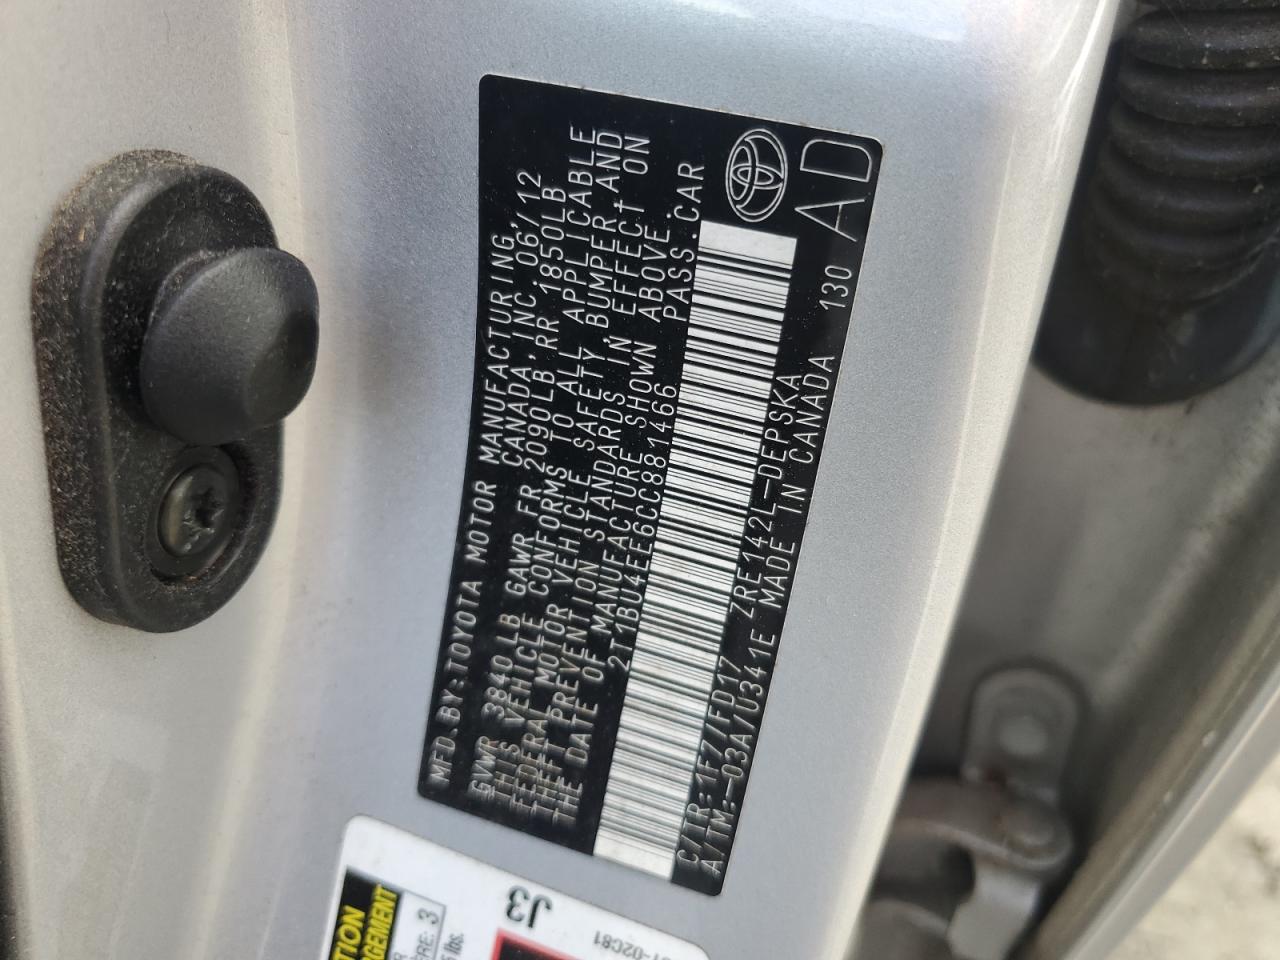 MFD.BY:TOYOTA MOTOR MANUFACTURING
CANADA,INC.06/12
GVWR 3840LB GAWR FR 2090LB RR 1850LB
THIS VEHICLE CONFORMS TO ALL APPLICABLE
FEDERAL MOTOR VEHICLE SAFETY,BUMPER,AND
THEFT PREVENTION STANDARDS IN EFFECT ON
THE DATE OF MANUFACTURE SHOWN ABOVE.
2T1BU4EE6CC881466 PASS.CAR
C/TR:1F7/FD17 ZRE142L-DEPSKA
A/TM:-03A/U341E MADE IN CANADA 130
AD
J3
3
lbs.
02C81